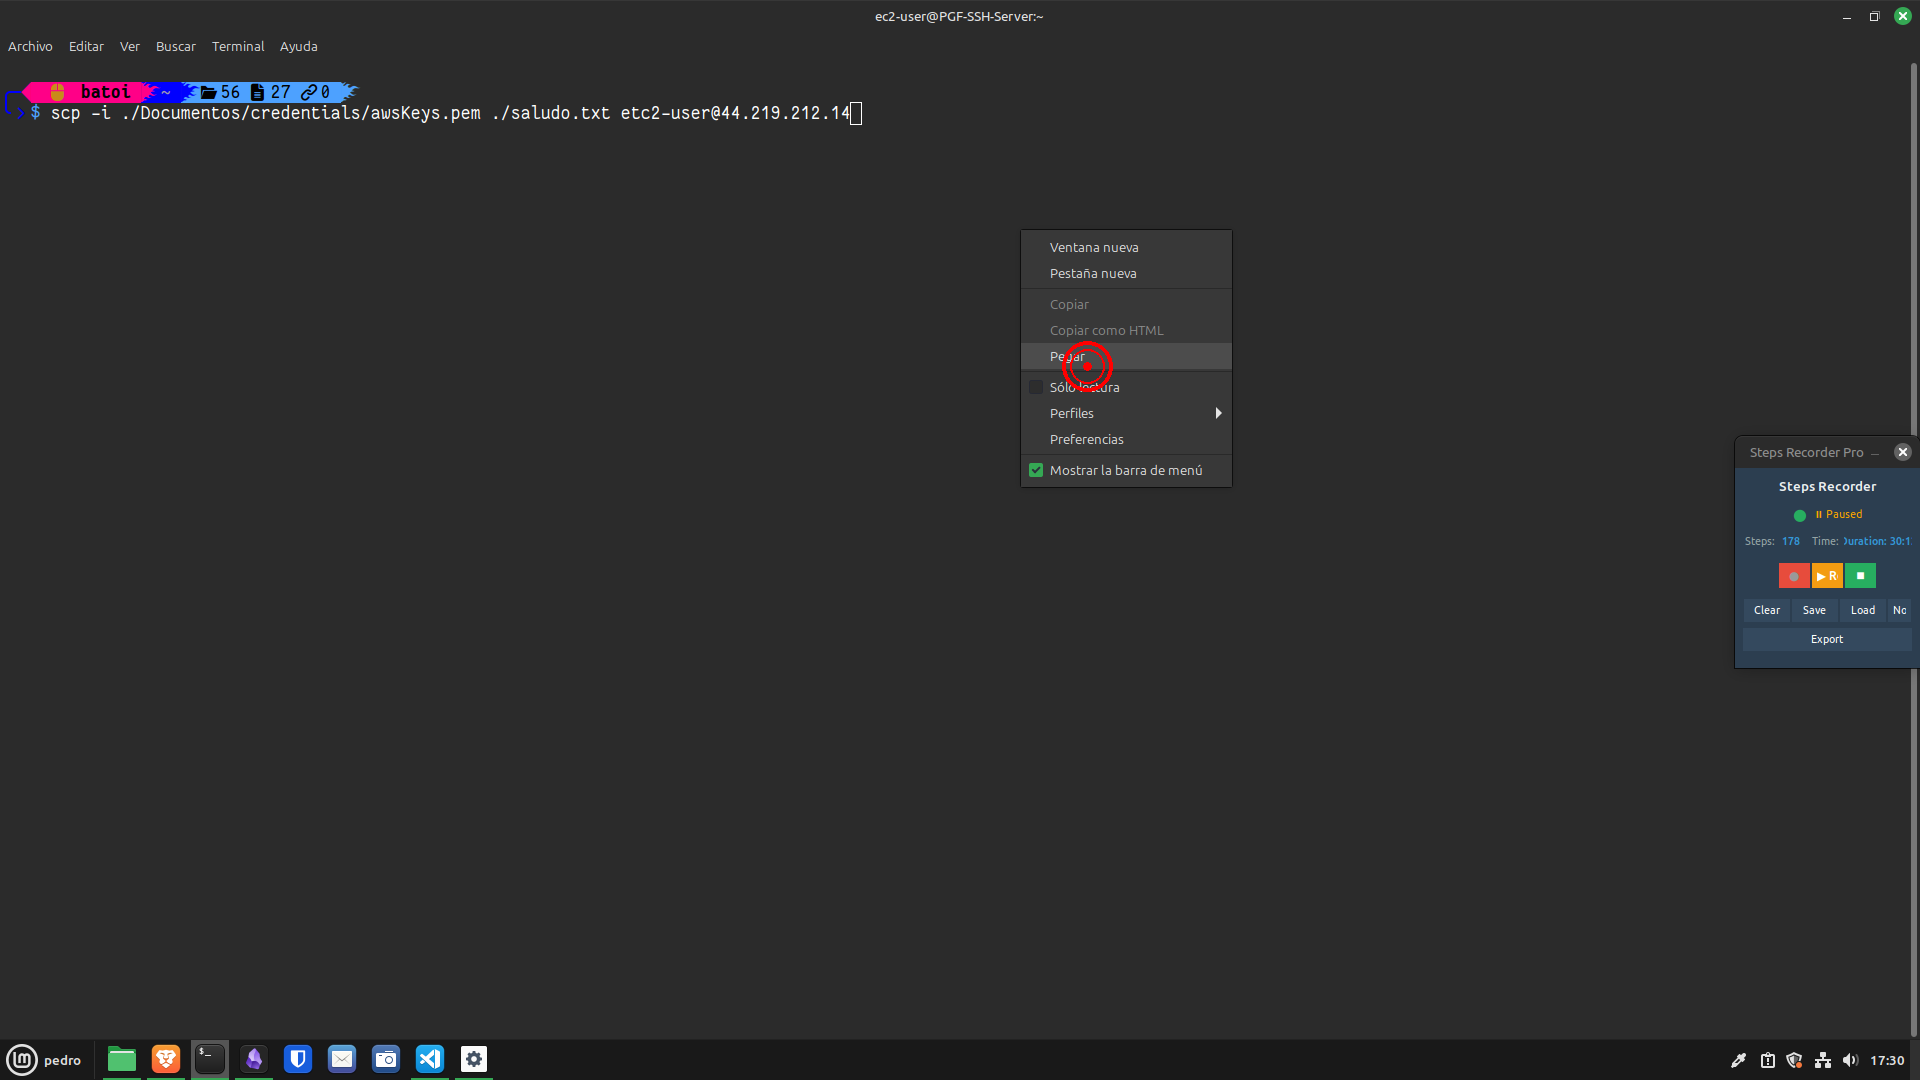 ec2-user@PGF-SSH-Server:~
Archivo Editar Ver Buscar Terminal Ayuda
batoi ~ 56 27 0
$ scp -i ./Documentos/credentials/awsKeys.pem ./saludo.txt etc2-user@44.219.212.14
Ventana nueva
Pestaña nueva
Copiar
Copiar como HTML
Pegar
Sólo lectura
Perfiles
Preferencias
Mostrar la barra de menú
Steps Recorder Pro
Steps Recorder
Paused
Steps: 178 Time: Duration: 30:1
R
Clear Save Load No
Export
pedro
17:30